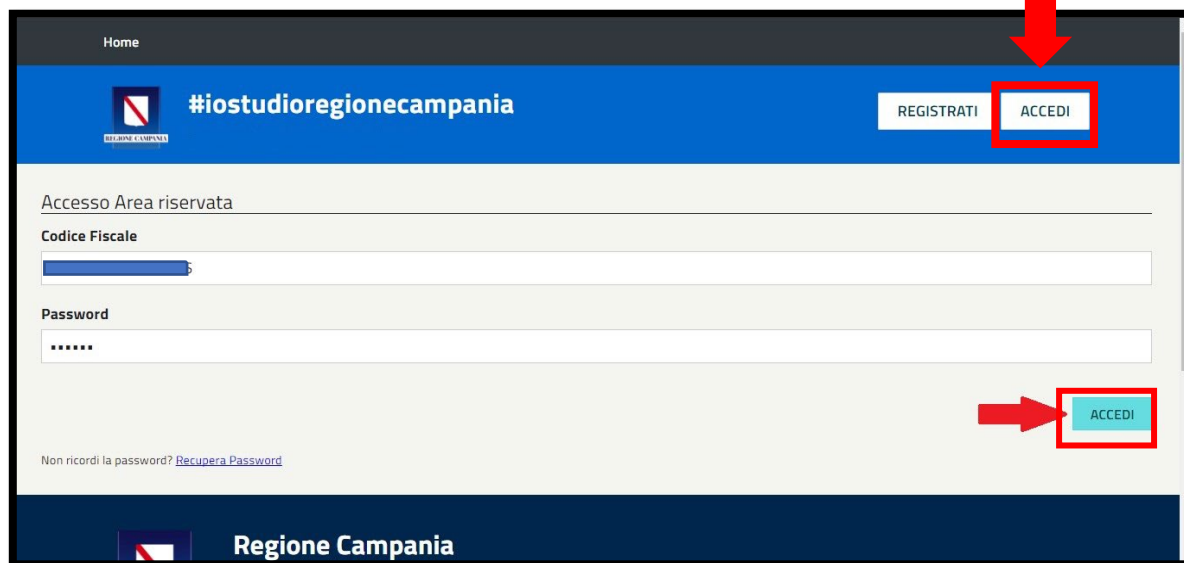 Home
#iostudioregionecampania
REGIONE CAMPANIA
REGISTRATI
ACCEDI
Accesso Area riservata
Codice Fiscale
S
Password
••••••
ACCEDI
Non ricordi la password? Recupera Password
Regione Campania